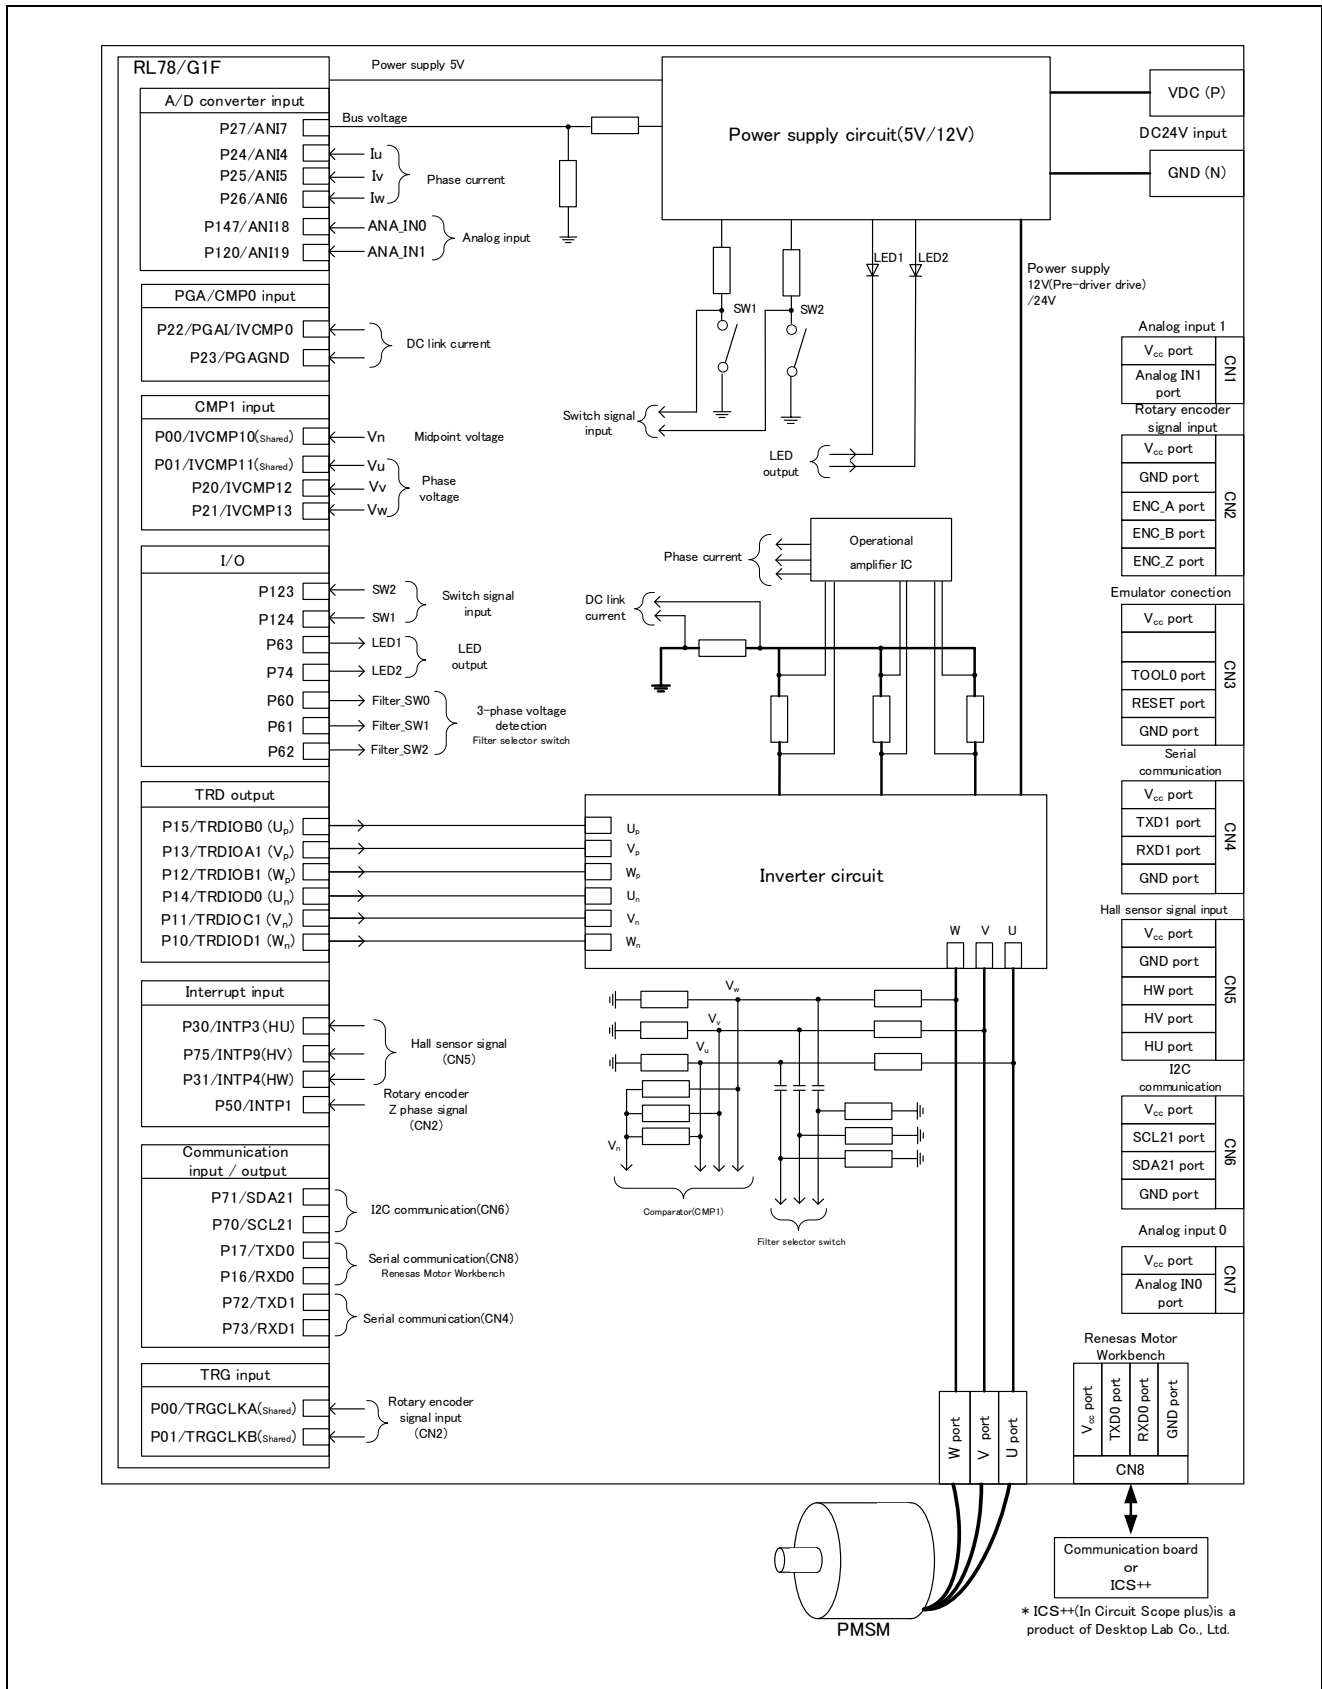 RL78/G1F
Power supply 5V
A/D converter input
P27/ANI7
Bus voltage
P24/ANI4
Iu
P25/ANI5
Iv
P26/ANI6
Iw
Phase current
P147/ANI18
ANA_IN0
P120/ANI19
ANA_IN1
Analog input
PGA/CMP0 input
P22/PGAI/IVCMP0
P23/PGAGND
DC link current
CMP1 input
P00/IVCMP10(Shared)
Vn
Midpoint voltage
P01/IVCMP11(Shared)
Vu
P20/IVCMP12
Vv
P21/IVCMP13
Vw
Phase
voltage
I/O
P123
SW2
P124
SW1
Switch signal
input
P63
LED1
P74
LED2
LED
output
P60
Filter_SW0
P61
Filter_SW1
P62
Filter_SW2
3-phase voltage
detection
Filter selector switch
TRD output
P15/TRDIOB0 (Up)
P13/TRDIOA1 (Vp)
P12/TRDIOB1 (Wp)
P14/TRDIOD0 (Un)
P11/TRDIOC1 (Vn)
P10/TRDIOD1 (Wn)
Interrupt input
P30/INTP3(HU)
P75/INTP9(HV)
P31/INTP4(HW)
Hall sensor signal
(CN5)
P50/INTP1
Rotary encoder
Z phase signal
(CN2)
Communication
input / output
P71/SDA21
P70/SCL21
I2C communication(CN6)
P17/TXD0
P16/RXD0
Serial communication(CN8)
Renesas Motor Workbench
P72/TXD1
P73/RXD1
Serial communication(CN4)
TRG input
P00/TRGCLKA(Shared)
P01/TRGCLKB(Shared)
Rotary encoder
signal input
(CN2)
Power supply circuit(5V/12V)
VDC (P)
DC24V input
GND (N)
SW1
SW2
LED1
LED2
Power supply
12V(Pre-driver drive)
/24V
Switch signal
input
LED
output
Operational
amplifier IC
Phase current
DC link
current
Inverter circuit
Up
Vp
Wp
Un
Vn
Wn
W
V
U
Vw
Vv
Vu
Vn
Comparator(CMP1)
Filter selector switch
W port
V port
U port
PMSM
Analog input 1
Vcc port
Analog IN1
port
CN1
Rotary encoder
signal input
Vcc port
GND port
ENC_A port
ENC_B port
ENC_Z port
CN2
Emulator conection
Vcc port
TOOL0 port
RESET port
GND port
CN3
Serial
communication
Vcc port
TXD1 port
RXD1 port
GND port
CN4
Hall sensor signal input
Vcc port
GND port
HW port
HV port
HU port
CN5
I2C
communication
Vcc port
SCL21 port
SDA21 port
GND port
CN6
Analog input 0
Vcc port
Analog IN0
port
CN7
Renesas Motor
Workbench
Vcc port
TXD0 port
RXD0 port
GND port
CN8
Communication board
or
ICS++
* ICS++(In Circuit Scope plus)is a
product of Desktop Lab Co., Ltd.